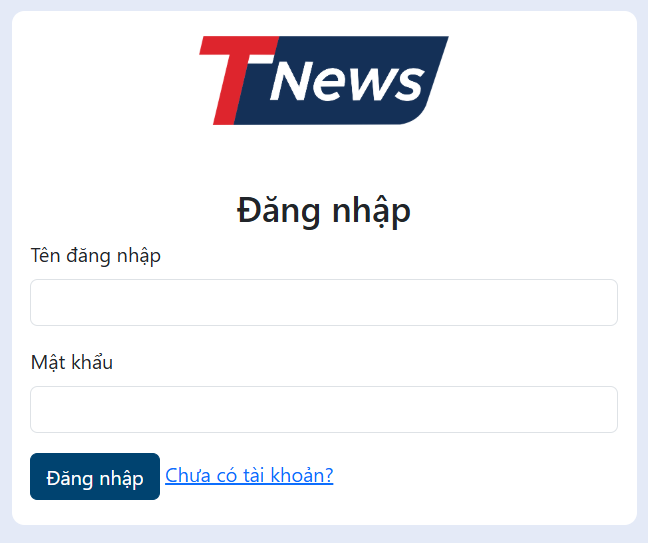 TNews
Đăng nhập
Tên đăng nhập
Mật khẩu
Đăng nhập Chưa có tài khoản?